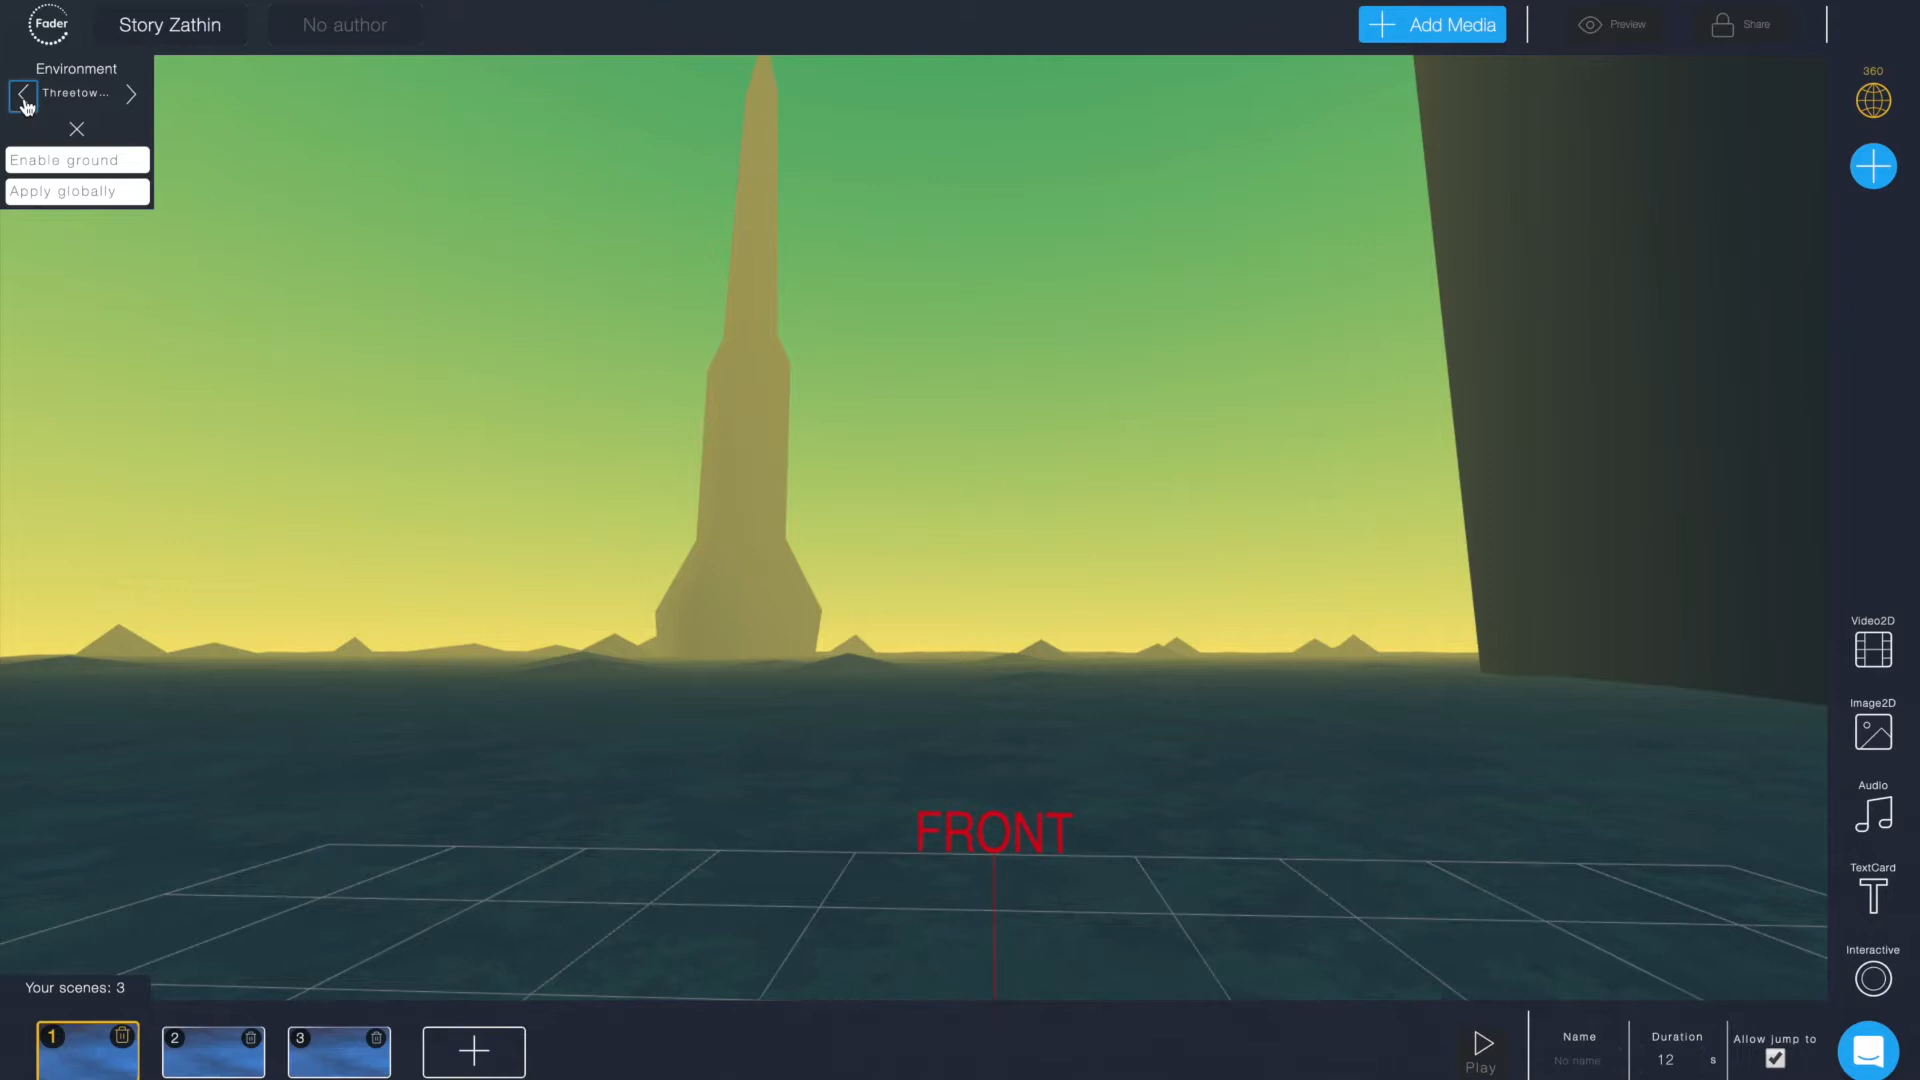 Fader
Story Zathin
No author
Add Media
Preview
Share
Environment
Threetow...
Enable ground
Apply globally
360
Video2D
Image2D
Audio
TextCard
Interactive
FRONT
Your scenes: 3
1
2
3
Play
Name
No name
Duration
12 s
Allow jump to